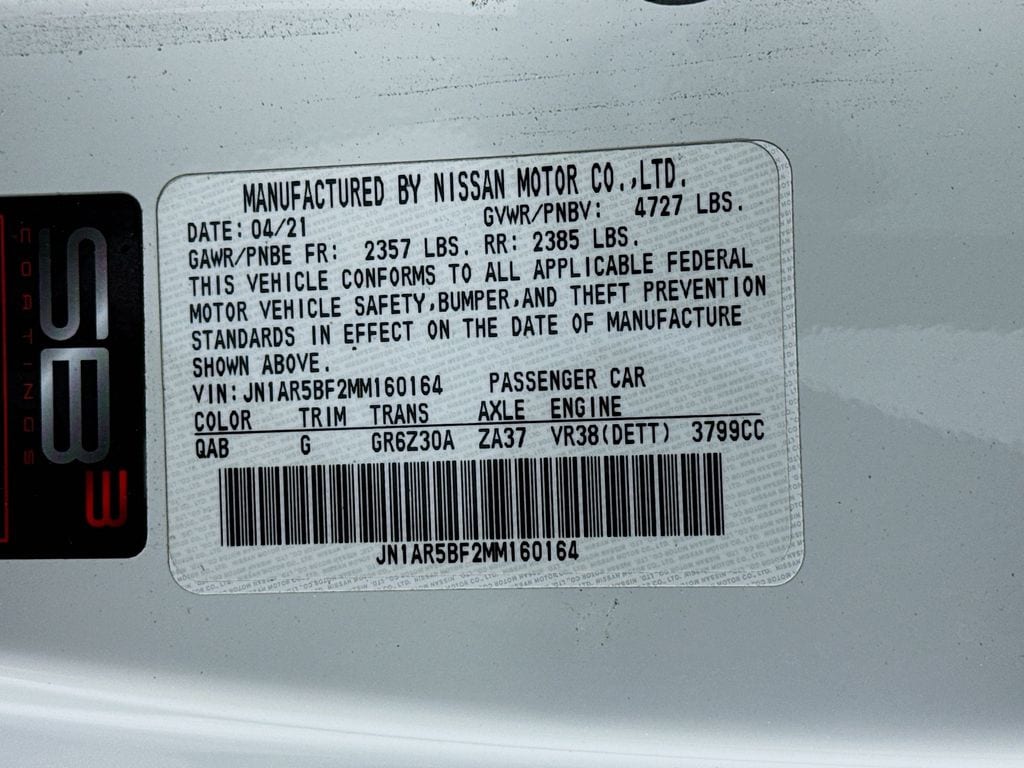 MANUFACTURED BY NISSAN MOTOR CO.,LTD.
DATE: 04/21 GVWR/PNBV: 4727 LBS.
GAWR/PNBE FR: 2357 LBS. RR: 2385 LBS.
THIS VEHICLE CONFORMS TO ALL APPLICABLE FEDERAL
MOTOR VEHICLE SAFETY,BUMPER,AND THEFT PREVENTION
STANDARDS IN EFFECT ON THE DATE OF MANUFACTURE
SHOWN ABOVE.
VIN:JN1AR5BF2MM160164 PASSENGER CAR
COLOR TRIM TRANS AXLE ENGINE
QAB G GR6Z30A ZA37 VR38(DETT) 3799CC
JN1AR5BF2MM160164
SB3
COATINGS